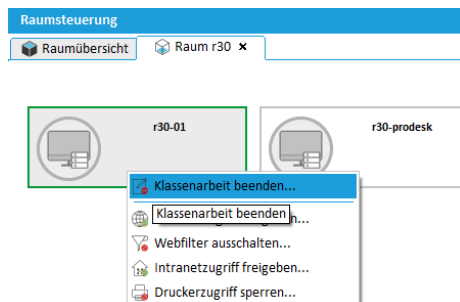 Raumsteuerung
Raumübersicht
Raum r30 ×
r30-01
r30-prodesk
Klassenarbeit beenden...
Klassenarbeit beenden
Webfilter ausschalten...
Intranetzugriff freigeben...
Druckerzugriff sperren...